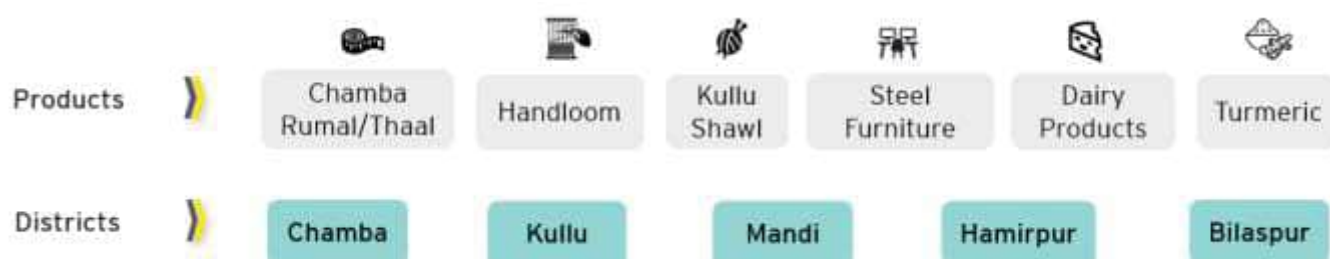 Products
Chamba
Rumal/Thaal
Handloom
Kullu
Shawl
Steel
Furniture
Dairy
Products
Turmeric
Districts
Chamba
Kullu
Mandi
Hamirpur
Bilaspur